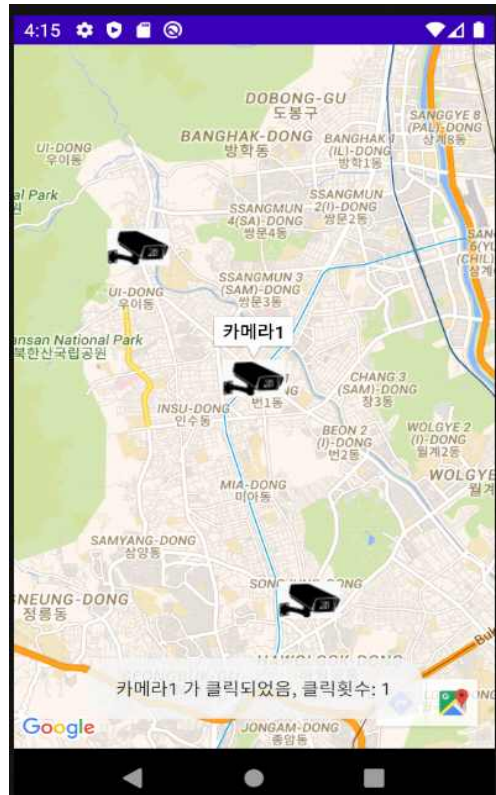 4:15
DOBONG-GU
도봉구
SANGGYE 8
(PAL)-DONG
상계8동
BANGHAK-DONG
방학동
BANGHAK 1
(IL)-DONG
방학1동
UI-DONG
우이동
al Park
SSANGMUN
4(SA)-DONG
쌍문4동
SSANGMUN
2(I)-DONG
쌍문2동
SSANGMUN 3
(SAM)-DONG
쌍문3동
UI-DONG
우이동
카메라1
ansan National Park
북한산국립공원
CHANG 3
(SAM)-DONG
창3동
INSU-DONG
인수동
번1동
BEON 2
(I)-DONG
번2동
WOLGYE 2
(I)-DONG
월계2동
WOLGY
월계
MIA-DONG
미아동
SAMYANG-DONG
삼양동
NEUNG-DONG
정릉동
카메라1 가 클릭되었음, 클릭횟수: 1
Google
JONGAM-DONG
종암동